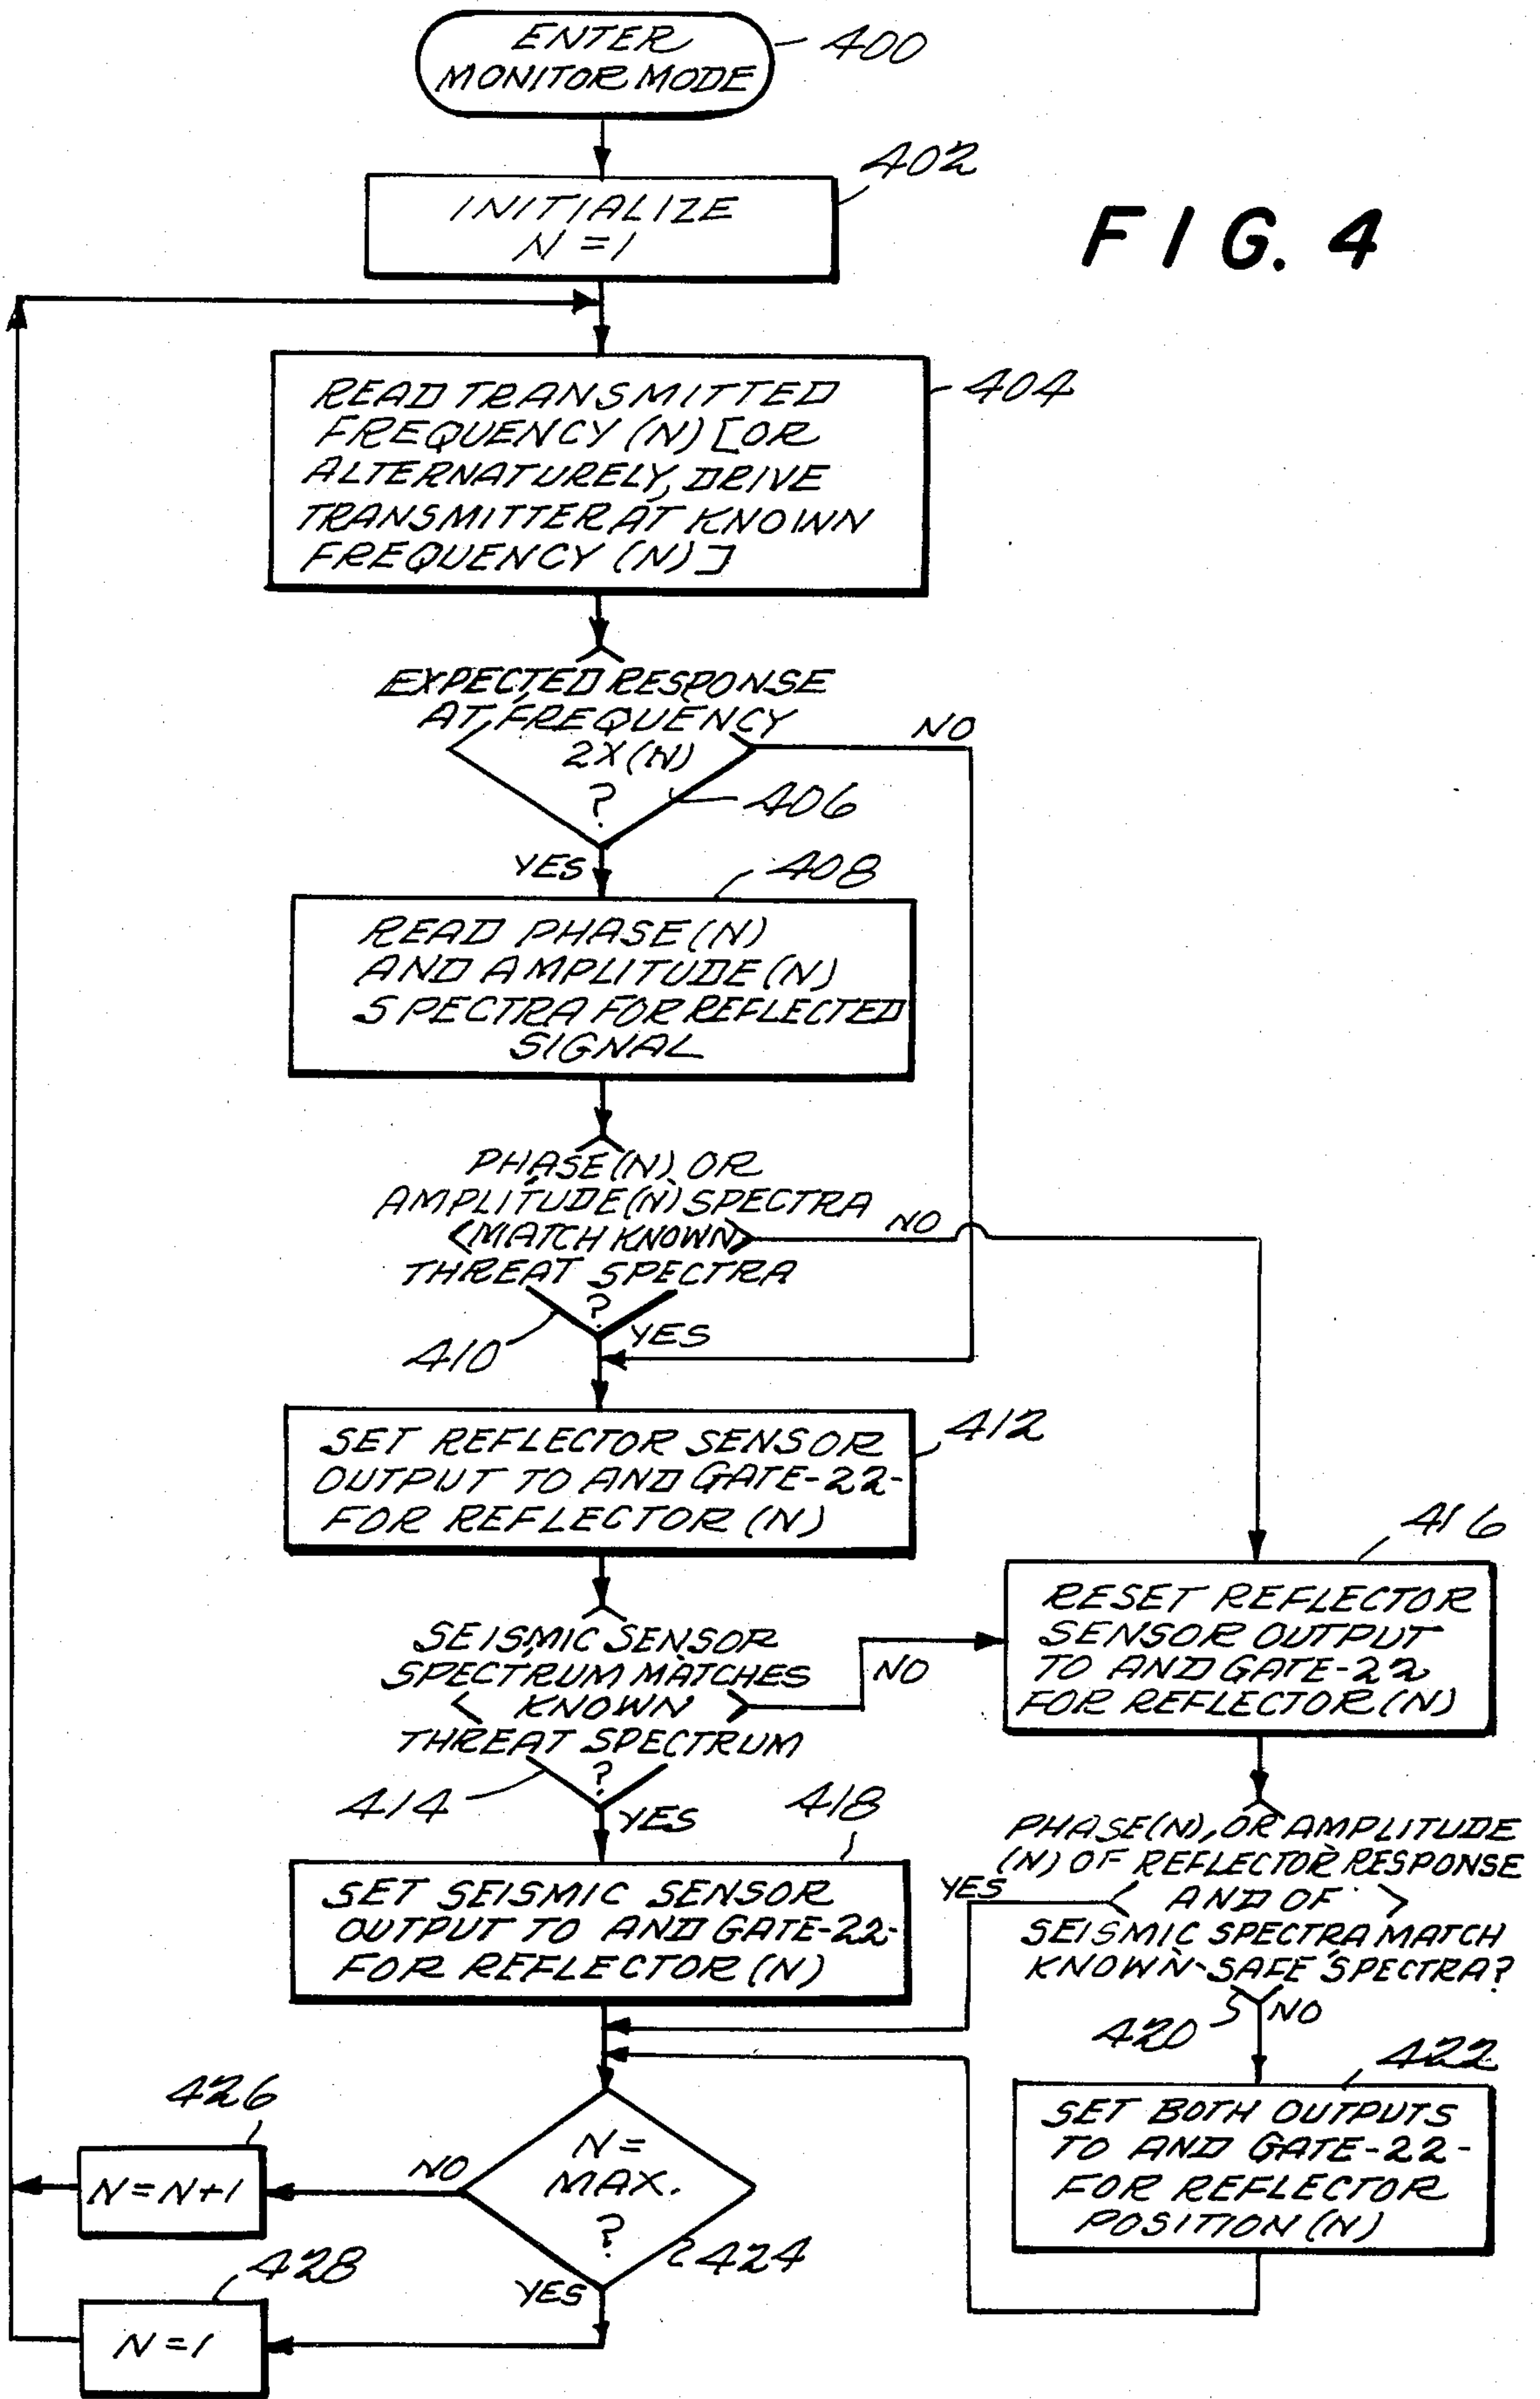 ENTER
MONITOR MODE
400
402
INITIALIZE
N=1
FIG. 4
404
READ TRANSMITTED
FREQUENCY (N) [OR
ALTERNATURELY, DRIVE
TRANSMITTER AT KNOWN
FREQUENCY (N)]
EXPECTED RESPONSE
AT FREQUENCY
2X(N)
?
NO
406
YES
408
READ PHASE(N)
AND AMPLITUDE(N)
SPECTRA FOR REFLECTED
SIGNAL
PHASE(N) OR
AMPLITUDE(N) SPECTRA
MATCH KNOWN
THREAT SPECTRA
?
NO
410
YES
412
SET REFLECTOR SENSOR
OUTPUT TO AND GATE-22-
FOR REFLECTOR (N)
416
RESET REFLECTOR
SENSOR OUTPUT
TO AND GATE-22
FOR REFLECTOR (N)
SEISMIC SENSOR
SPECTRUM MATCHES
KNOWN
THREAT SPECTRUM
?
NO
414
YES
418
SET SEISMIC SENSOR
OUTPUT TO AND GATE-22-
FOR REFLECTOR (N)
PHASE(N), OR AMPLITUDE
(N) OF REFLECTOR RESPONSE
AND OF
SEISMIC SPECTRA MATCH
KNOWN-SAFE SPECTRA?
YES
420
NO
422
SET BOTH OUTPUTS
TO AND GATE-22-
FOR REFLECTOR
POSITION (N)
N=
MAX.
?
424
NO
426
N=N+1
YES
428
N=1